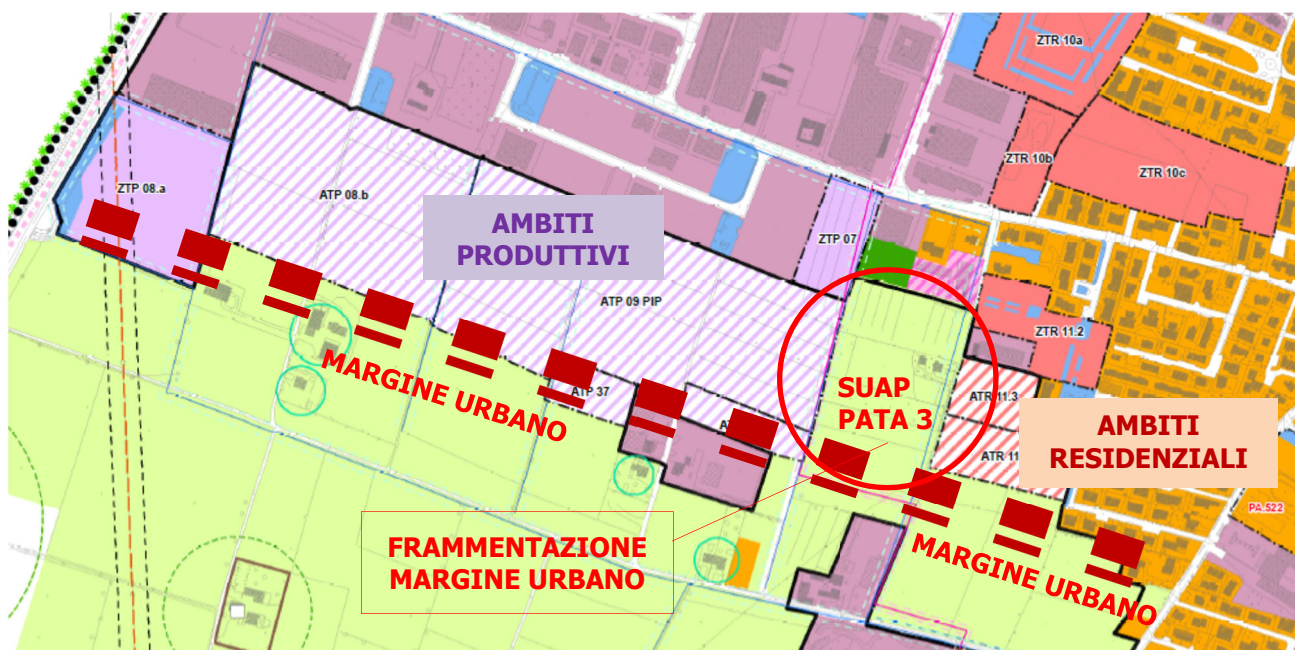 ZTR 10a
ZTR 10b
ZTR 10c
ZTP 08.a
ATP 08.b
AMBITI
PRODUTTIVI
ZTP 07
ATP 09 PIP
ZTR 11.2
MARGINE URBANO
ATP 37
SUAP
PATA 3
ATR 11.3
ATR 11
AMBITI
RESIDENZIALI
PA.522
FRAMMENTAZIONE
MARGINE URBANO
MARGINE URBANO